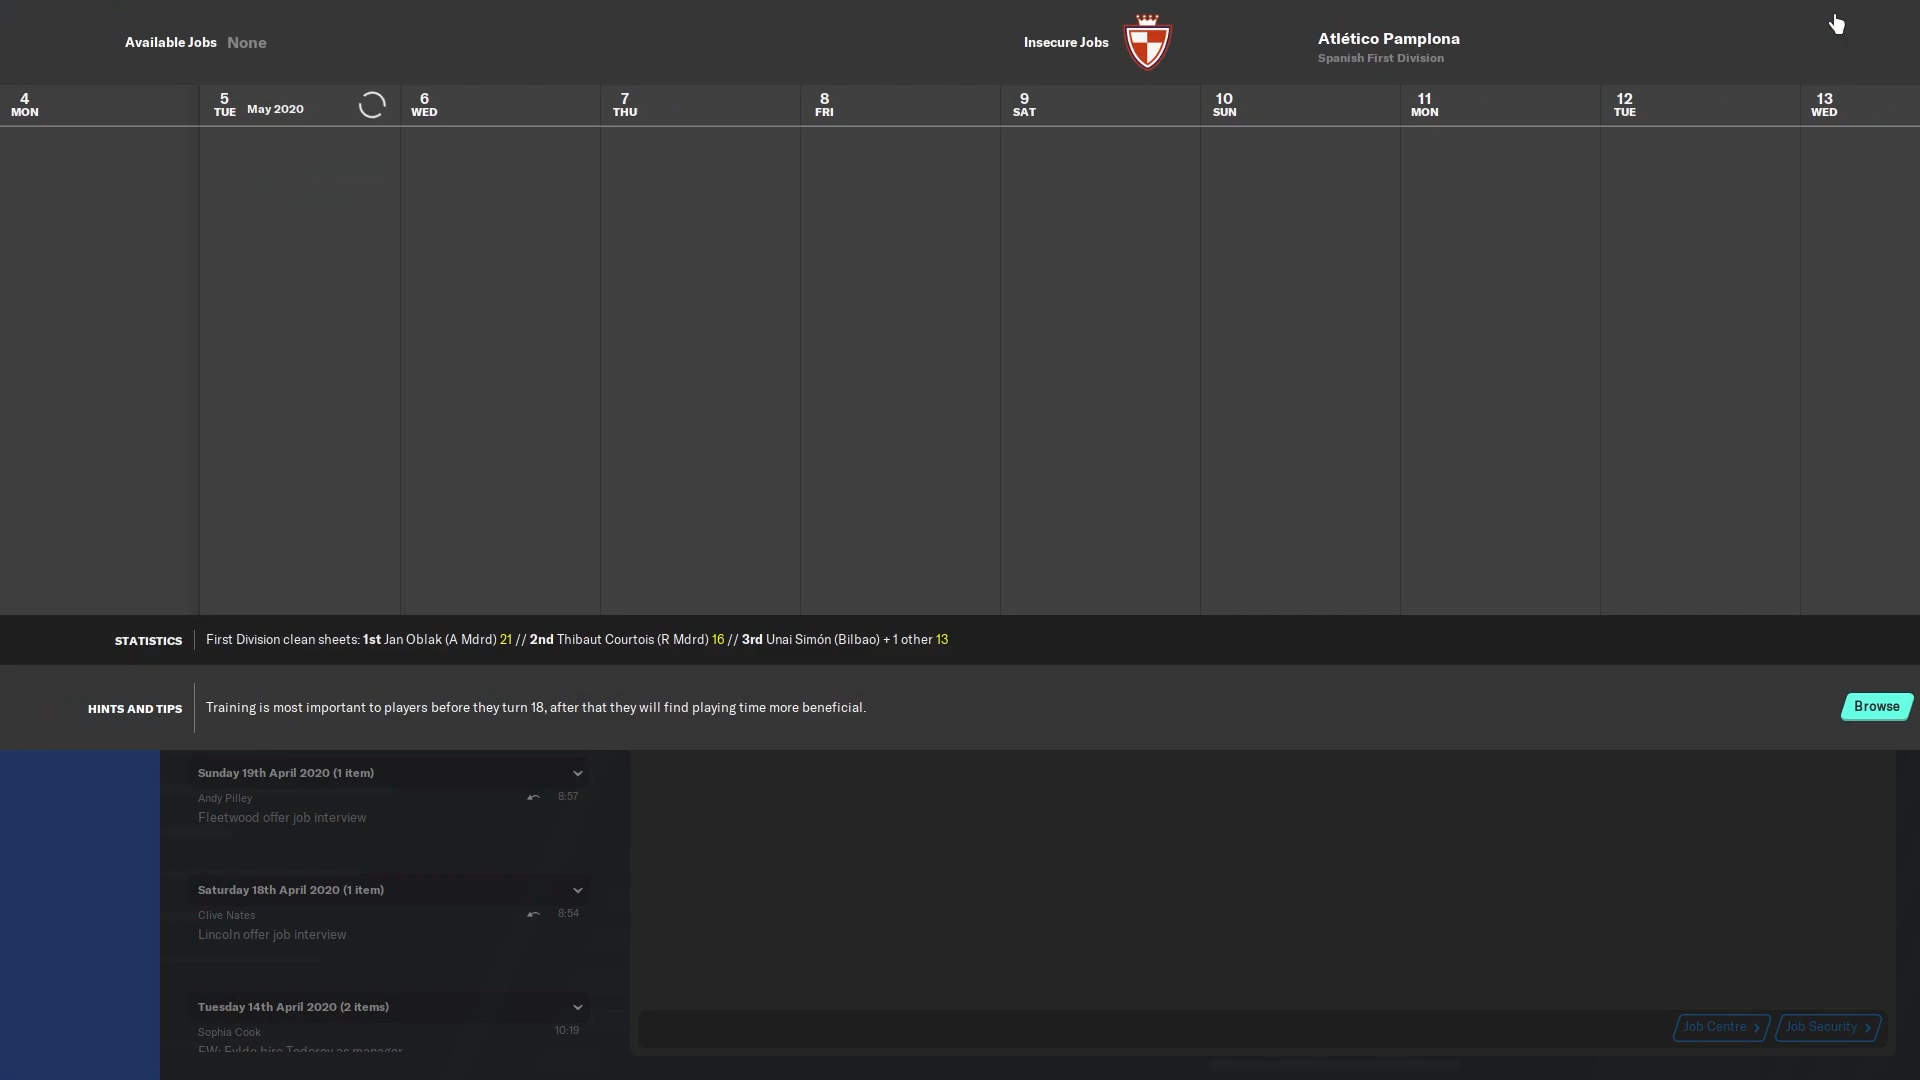 Available Jobs None
Insecure Jobs
Atlético Pamplona
Spanish First Division
4 MON
5 TUE May 2020
6 WED
7 THU
8 FRI
9 SAT
10 SUN
11 MON
12 TUE
13 WED
STATISTICS First Division clean sheets: 1st Jan Oblak (A Mdrd) 21 // 2nd Thibaut Courtois (R Mdrd) 16 // 3rd Unai Simón (Bilbao) + 1 other 13
HINTS AND TIPS Training is most important to players before they turn 18, after that they will find playing time more beneficial.
Browse
Sunday 19th April 2020 (1 item)
Andy Pilley 8:57
Fleetwood offer job interview
Saturday 18th April 2020 (1 item)
Clive Nates 8:54
Lincoln offer job interview
Tuesday 14th April 2020 (2 items)
Sophia Cook 10:19
FW: Fylde hire Todorov as manager
Job Centre
Job Security